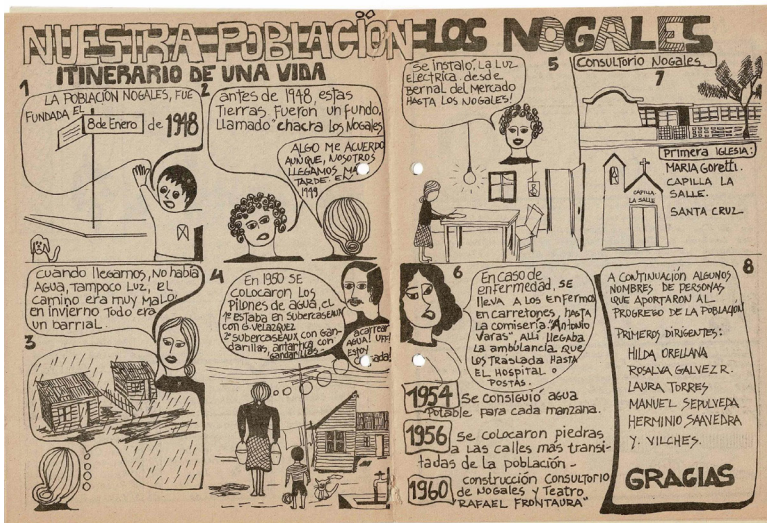 NUESTRA POBLACIÓN LOS NOGALES
ITINERARIO DE UNA VIDA
1
LA POBLACIÓN NOGALES, FUE
FUNDADA EL
8 de Enero de 1948
2
antes de 1948, estas
Tierras. Fueron un fundo,
Llamado "chacra Los Nogales
ALGO ME ACUERDO
AUNQUE, NOSOTROS
LLEGAMOS MA
TARDE. EN
1949
3
cuando llegamos, No había
AGUA, TAMPOCO LUZ, el
camino era muy malo;
en invierno Todo era
un barrial.
4
En 1950 SE
COLOCARON LOS
PILONES DE AGUA, EL
1º ESTABA EN SUBERCASEAUX
CON G. VELAZQUEZ
2º SUBERCASEAUX CON GAN-
DARILLAS, ANTARTICA CON
GANDARILLAS
acarrear
AGUA! UFF!
ESTOY
ada!
5
Se instaló. La luz
eléctrica. desde
Bernal del Mercado
HASTA LOS NOGALES!
6
En caso de
enfermedad, SE
LLEVA A LOS ENFERMOS
EN CARRETONES, HASTA
LA COMISERÍA. "ANTONIO
VARAS", ALLÍ LLEGABA
LA AMBULANCIA QUE
LOS TRASLADA HASTA
EL HOSPITAL O
POSTAS.
1954 Se consiguió agua
Potable para cada manzana.
1956 Se colocaron piedras
a Las calles más transi-
tadas de la población -
1960 construcción CONSULTORIO
de NOGALES y TEATRO
"RAFAEL FRONTAURA"
Consultorio Nogales.
7
Primera IGLESIA:
MARIA GORETTI.
CAPILLA LA
SALLE.
SANTA CRUZ
CAPILLA
LA SALLE
8
A CONTINUACIÓN ALGUNOS
NOMBRES DE PERSONAS
QUE APORTARON AL
PROGREGO DE LA POBLACIÓN
PRIMEROS DIRIGENTES:
HILDA ORELLANA
ROSALVA GALVEZ R.
LAURA TORRES
MANUEL SEPULVEDA
HERMINIO SAAVEDRA
Y. VILCHES.
GRACIAS